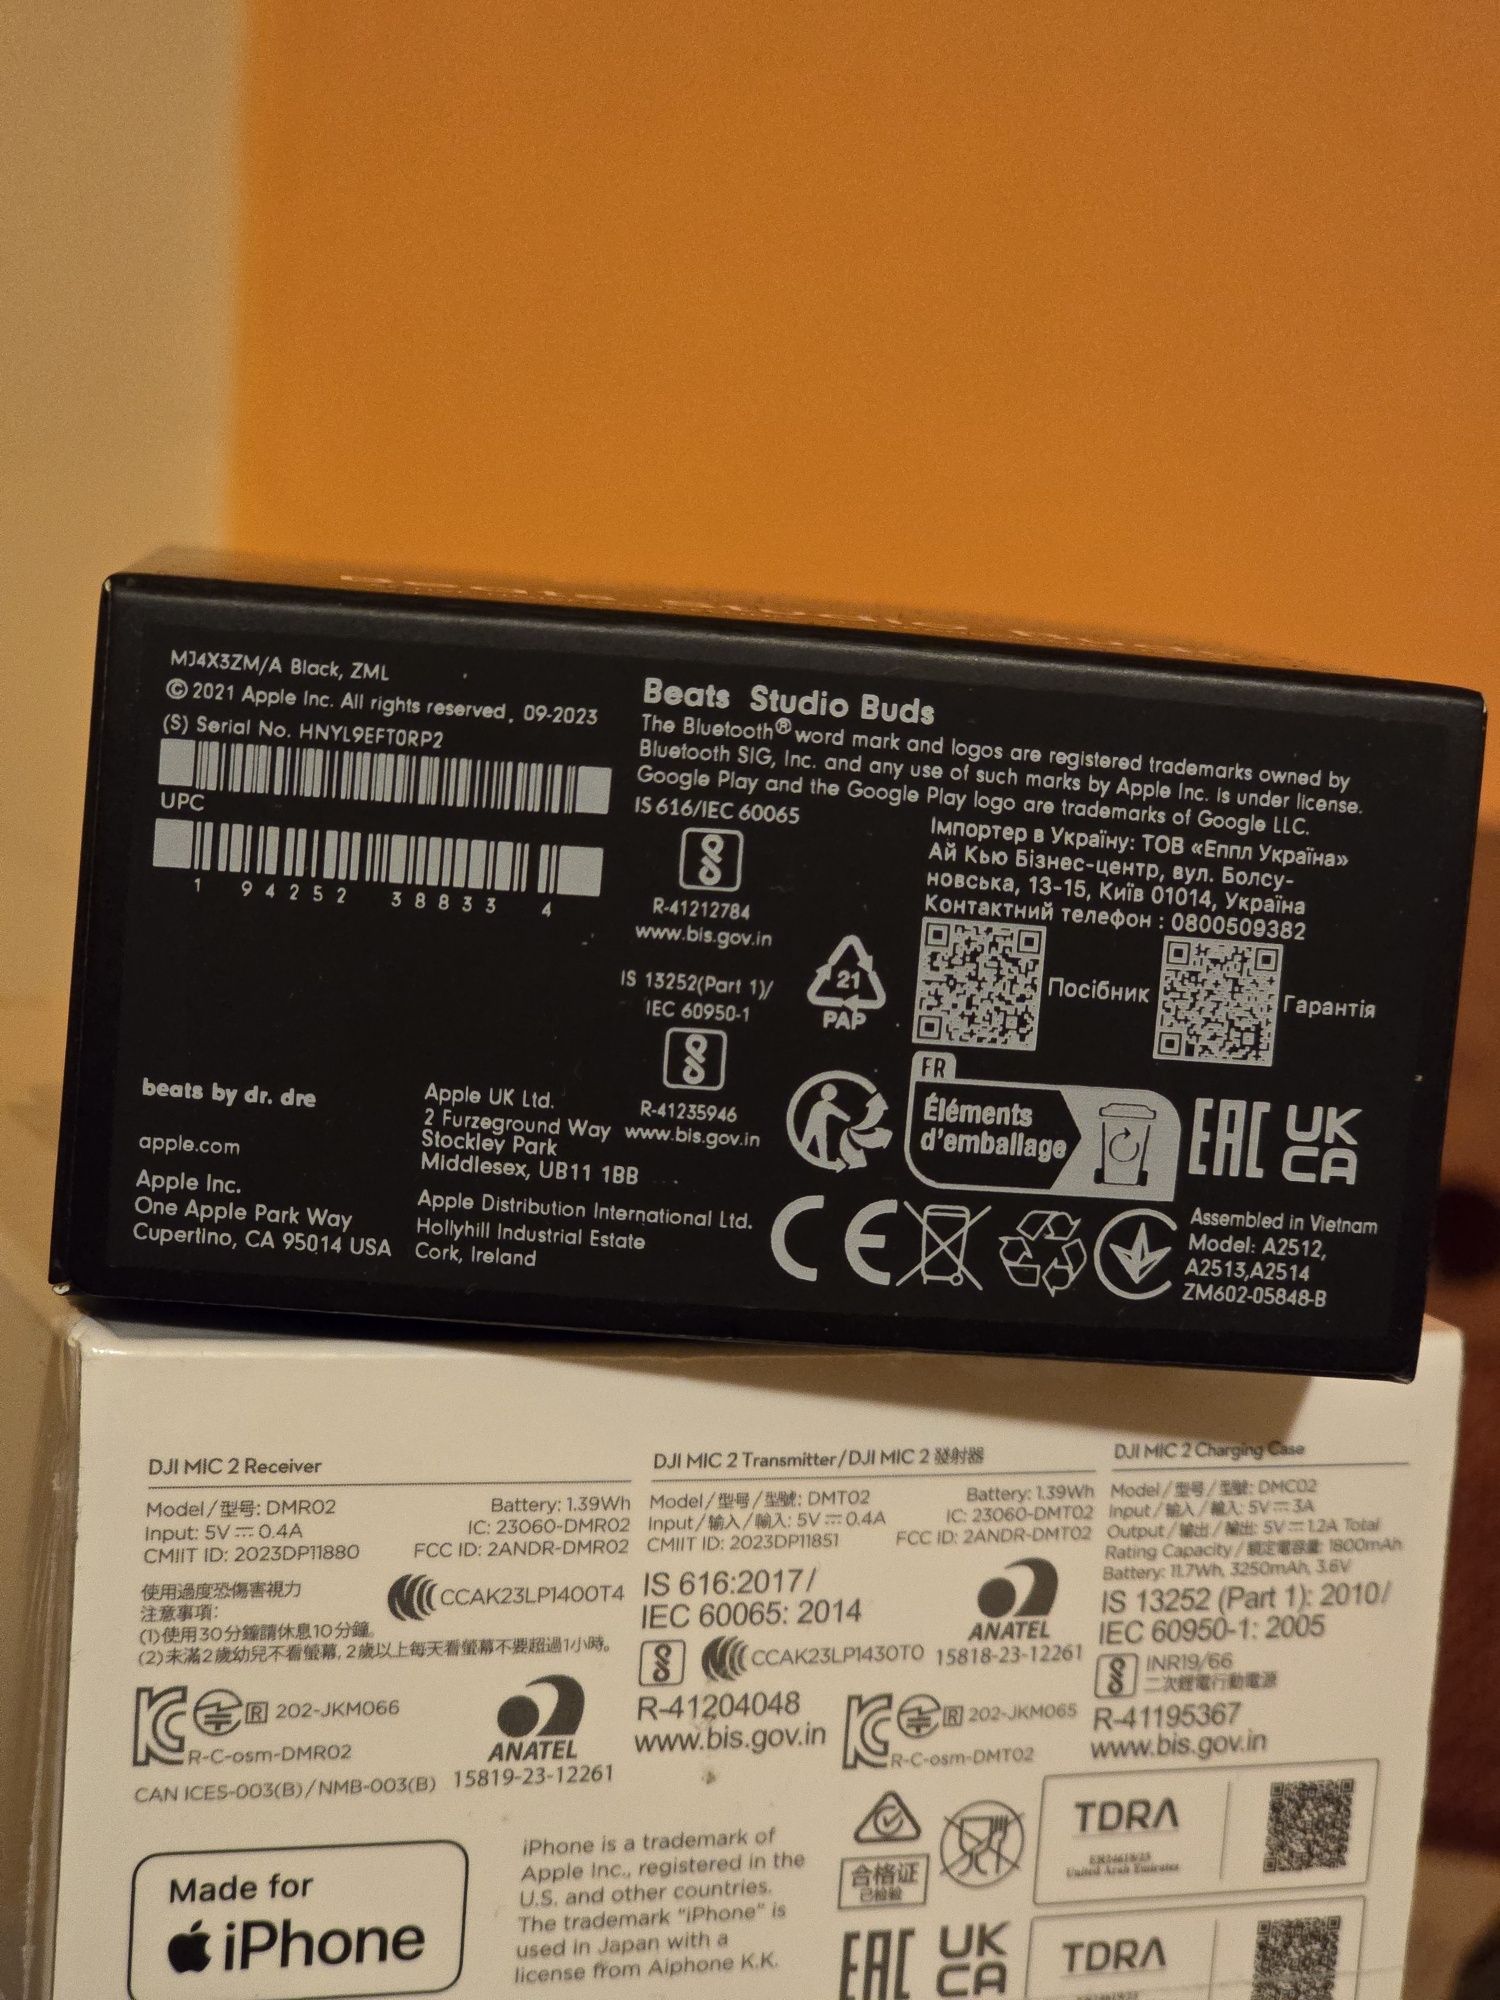 MJ4X3ZM/A Black, ZML
© 2021 Apple Inc. All rights reserved. 09-2023
(S) Serial No. HNYL9EFT0RP2
UPC
1 94252 38833 4
Beats Studio Buds
The Bluetooth® word mark and logos are registered trademarks owned by
Bluetooth SIG, Inc. and any use of such marks by Apple Inc. is under license.
Google Play and the Google Play logo are trademarks of Google LLC.
IS 616/IEC 60065
R-41212784
www.bis.gov.in
IS 13252(Part 1)/
IEC 60950-1
R-41235946
www.bis.gov.in
Імпортер в Україну: ТОВ «Еппл Україна»
Ай Кью Бізнес-центр, вул. Болсу-
новська, 13-15, Київ 01014, Україна
Контактний телефон : 0800509382
Посібник
Гарантія
21
PAP
FR
Éléments
d'emballage
EAC
UK
CA
beats by dr. dre
apple.com
Apple Inc.
One Apple Park Way
Cupertino, CA 95014 USA
Apple UK Ltd.
2 Furzeground Way
Stockley Park
Middlesex, UB11 1BB
Apple Distribution International Ltd.
Hollyhill Industrial Estate
Cork, Ireland
CE
Assembled in Vietnam
Model: A2512,
A2513,A2514
ZM602-05848-B
DJI MIC 2 Receiver
Model/型号: DMR02
Input: 5V ⎓ 0.4A
CMIIT ID: 2023DP11880
Battery: 1.39Wh
IC: 23060-DMR02
FCC ID: 2ANDR-DMR02
使用過度恐傷害視力
注意事項:
(1)使用30分鐘請休息10分鐘。
(2)未滿2歲幼兒不看螢幕, 2歲以上每天看螢幕不要超過1小時。
CCAK23LP1400T4
R 202-JKM066
R-C-osm-DMR02
ANATEL
15819-23-12261
CAN ICES-003(B)/NMB-003(B)
Made for
iPhone
iPhone is a trademark of
Apple Inc., registered in the
U.S. and other countries.
The trademark "iPhone" is
used in Japan with a
license from Aiphone K.K.
DJI MIC 2 Transmitter/DJI MIC 2 發射器
Model/型号/型號: DMT02
Input/输入/輸入: 5V ⎓ 0.4A
CMIIT ID: 2023DP11851
Battery: 1.39Wh
IC: 23060-DMT02
FCC ID: 2ANDR-DMT02
IS 616:2017/
IEC 60065: 2014
CCAK23LP1430T0
ANATEL
15818-23-12261
R-41204048
www.bis.gov.in
R 202-JKM065
R-C-osm-DMT02
合格证
已检验
EAC
UK
CA
DJI MIC 2 Charging Case
Model/型号/型號: DMC02
Input/输入/輸入: 5V ⎓ 3A
Output/输出/輸出: 5V ⎓ 1.2A Total
Rating Capacity/額定電容量: 1800mAh
Battery: 11.7Wh, 3250mAh, 3.6V
IS 13252 (Part 1): 2010/
IEC 60950-1: 2005
INR19/66
二次鋰電行動電源
R-41195367
www.bis.gov.in
TDRA
United Arab Emirates
TDRA